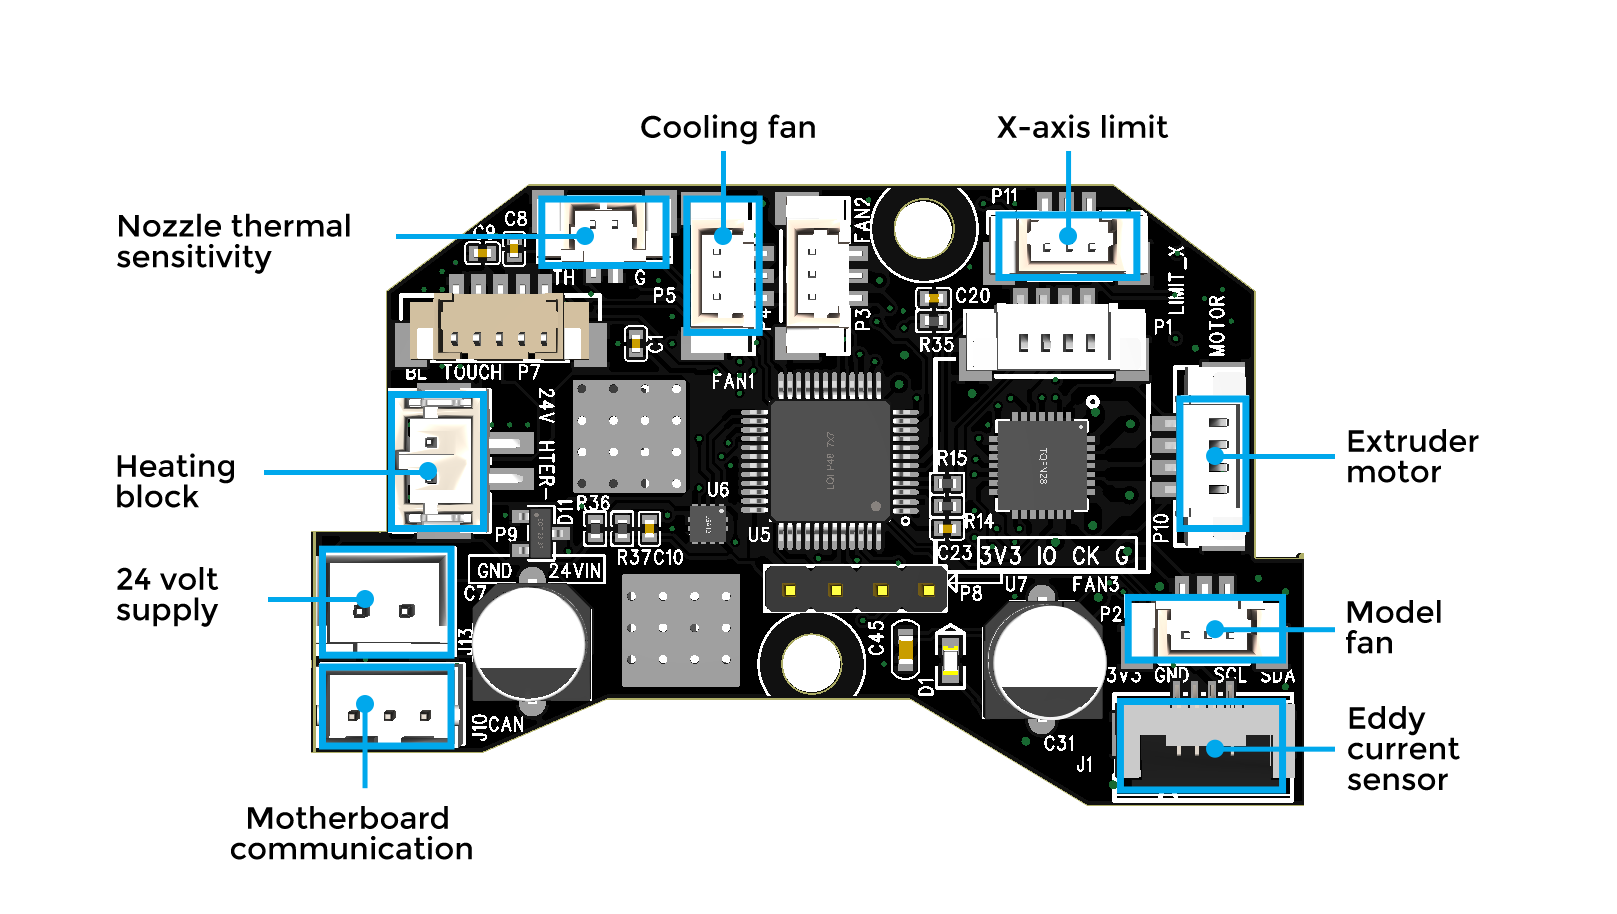 Cooling fan
X-axis limit
Nozzle thermal
sensitivity
Heating
block
24 volt
supply
Motherboard
communication
Extruder
motor
Model
fan
Eddy
current
sensor
C8
C9
TH
G
P5
P4
FAN1
FAN2
P3
P11
LIMIT_X
MOTOR
C20
R35
P1
C1
BL TOUCH P7
24V HTER-
R15
R14
C23
P10
U6
U5
R36
D11
P9
R37
C10
GND 24VIN
C7
3V3 IO CK G
P8
U7
FAN3
P2
J13
J10
CAN
C45
D1
C31
3V3 GND SCL SDA
J1
TQFN28